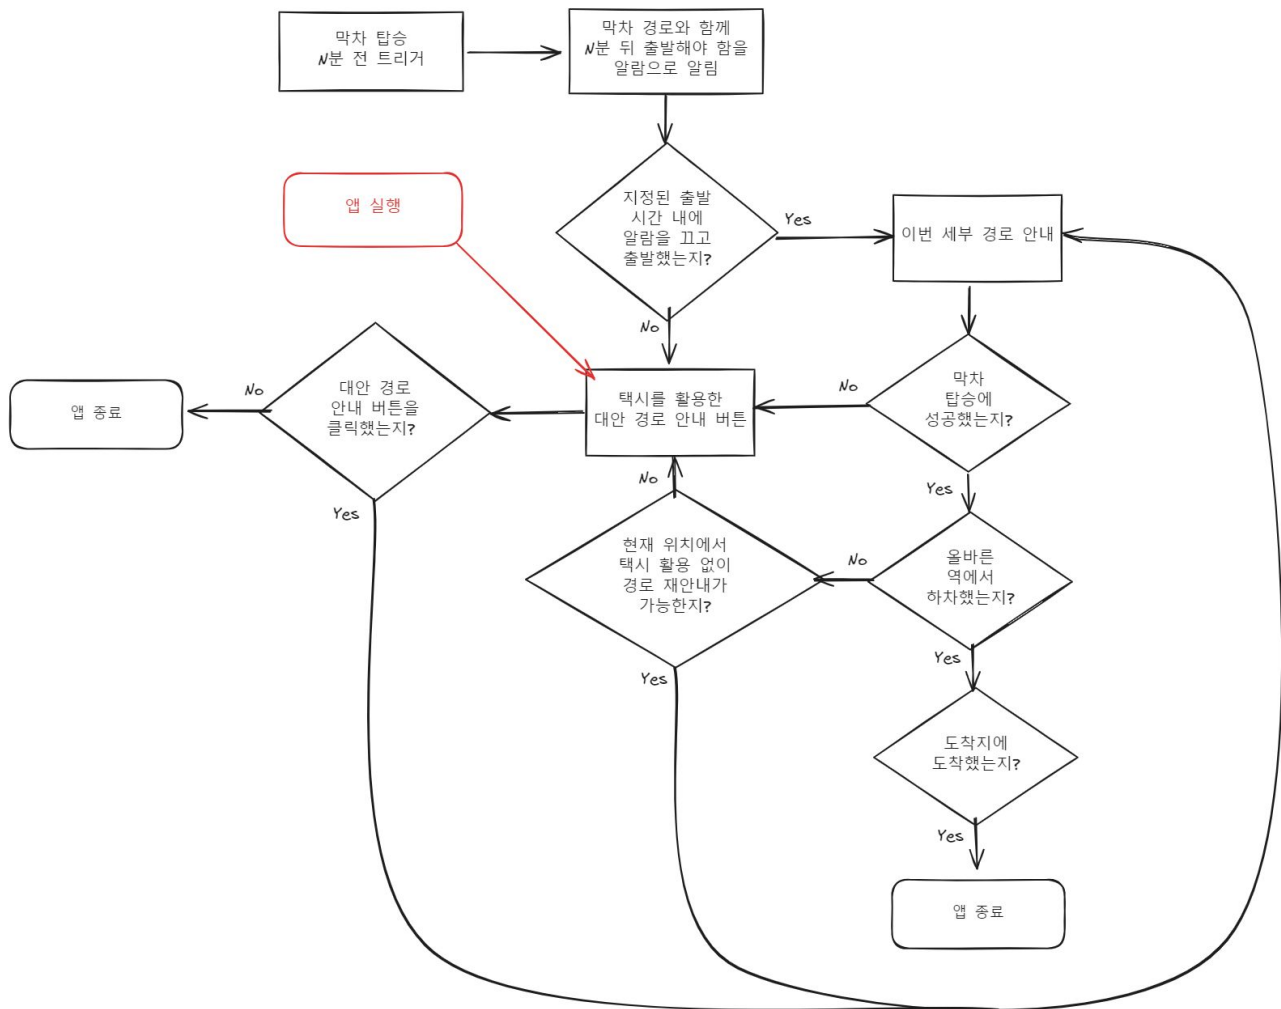 막차 탑승
N분 전 트리거
막차 경로와 함께
N분 뒤 출발해야 함을
알람으로 알림
앱 실행
지정된 출발
시간 내에
알람을 끄고
출발했는지?
Yes
No
이번 세부 경로 안내
앱 종료
No
대안 경로
안내 버튼을
클릭했는지?
Yes
택시를 활용한
대안 경로 안내 버튼
No
막차
탑승에
성공했는지?
Yes
No
현재 위치에서
택시 활용 없이
경로 재안내가
가능한지?
Yes
No
올바른
역에서
하차했는지?
Yes
도착지에
도착했는지?
Yes
앱 종료